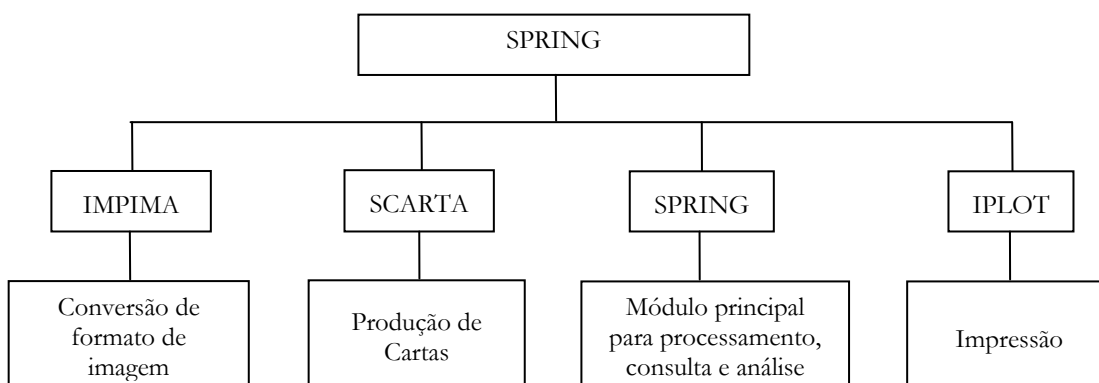 SPRING
IMPIMA
SCARTA
SPRING
IPLOT
Conversão de
formato de
imagem
Produção de
Cartas
Módulo principal
para processamento,
consulta e análise
Impressão